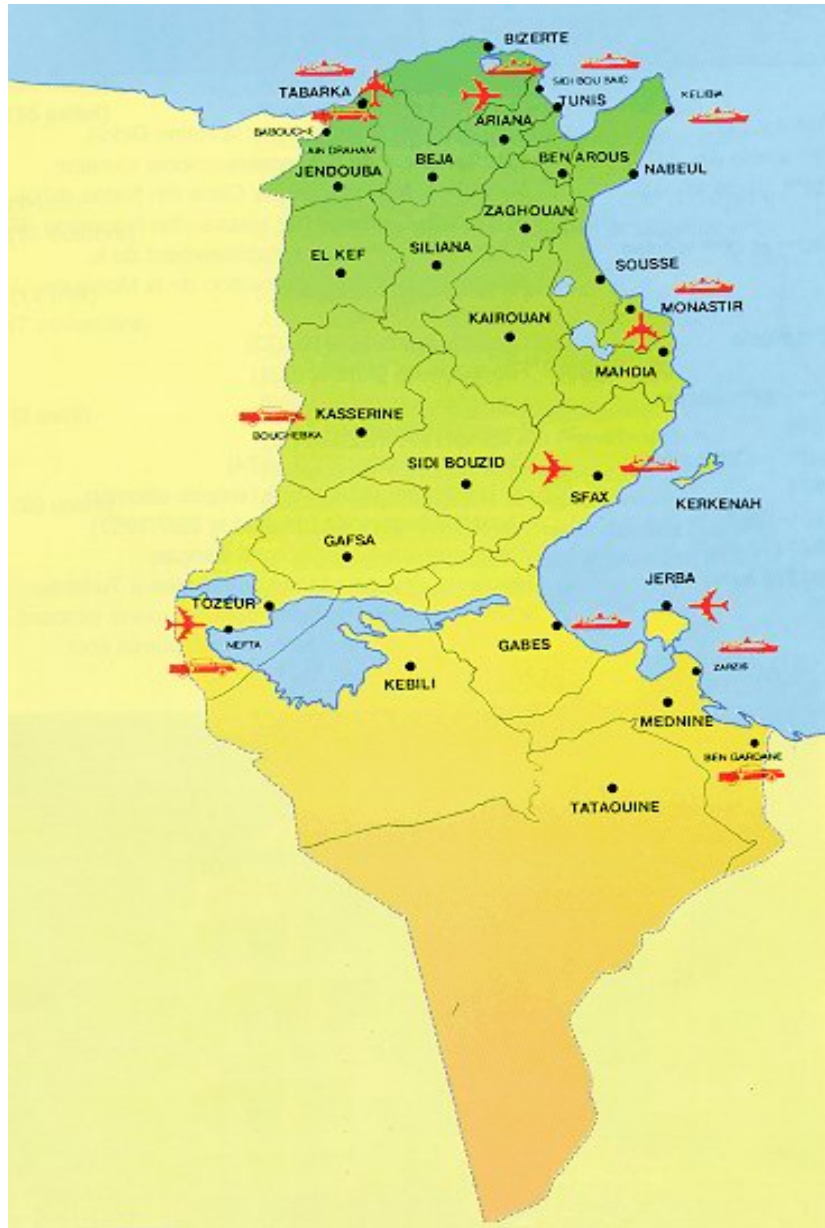 BIZERTE
SIDI BOU SAID
TABARKA
TUNIS
KELIBIA
ARIANA
BABOUCHE
AIN DRAHAM
BEJA
BEN AROUS
JENDOUBA
NABEUL
ZAGHOUAN
EL KEF
SILIANA
SOUSSE
MONASTIR
KAIROUAN
MAHDIA
KASSERINE
BOUCHEBKA
SIDI BOUZID
SFAX
KERKENAH
GAFSA
JERBA
TOZEUR
GABES
NEFTA
ZARZIS
KEBILI
MEDNINE
BEN GARDANE
TATAOUINE